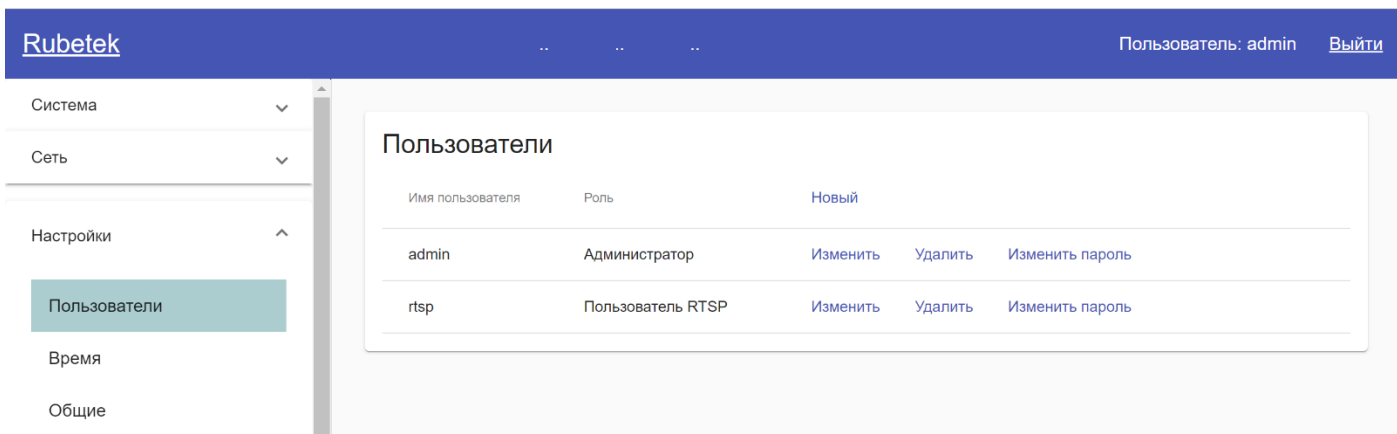 Rubetek .. .. .. Пользователь: admin Выйти
Система
Сеть
Настройки
Пользователи
Время
Общие
Пользователи
Имя пользователя Роль Новый
admin Администратор Изменить Удалить Изменить пароль
rtsp Пользователь RTSP Изменить Удалить Изменить пароль